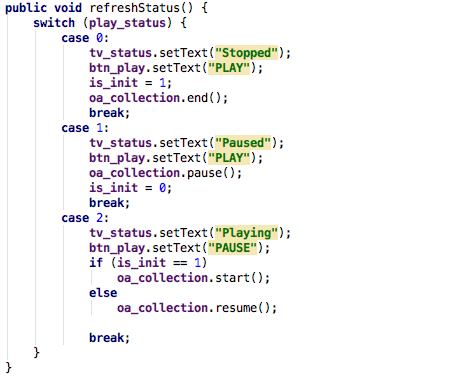 public void refreshStatus() {
    switch (play_status) {
        case 0:
            tv_status.setText("Stopped");
            btn_play.setText("PLAY");
            is_init = 1;
            oa_collection.end();
            break;
        case 1:
            tv_status.setText("Paused");
            btn_play.setText("PLAY");
            oa_collection.pause();
            is_init = 0;
            break;
        case 2:
            tv_status.setText("Playing");
            btn_play.setText("PAUSE");
            if (is_init == 1)
                oa_collection.start();
            else
                oa_collection.resume();

            break;
    }
}